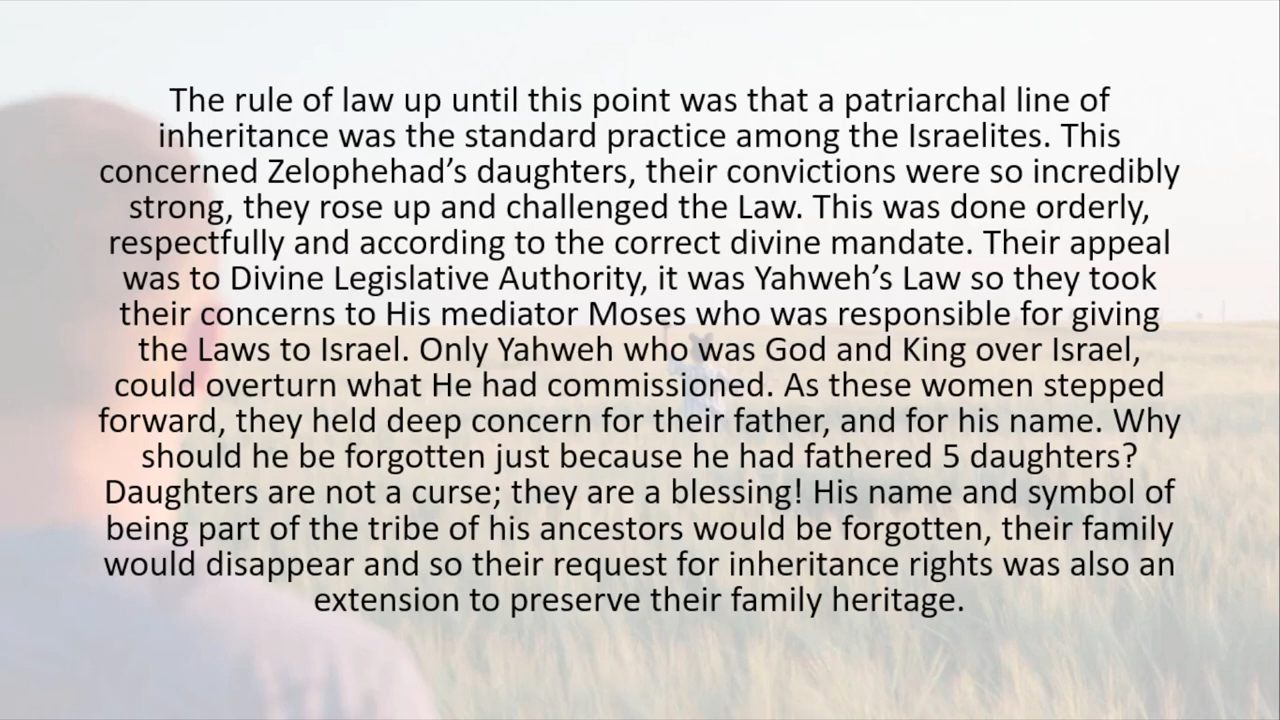 The rule of law up until this point was that a patriarchal line of
inheritance was the standard practice among the Israelites. This
concerned Zelophehad’s daughters, their convictions were so incredibly
strong, they rose up and challenged the Law. This was done orderly,
respectfully and according to the correct divine mandate. Their appeal
was to Divine Legislative Authority, it was Yahweh’s Law so they took
their concerns to His mediator Moses who was responsible for giving
the Laws to Israel. Only Yahweh who was God and King over Israel,
could overturn what He had commissioned. As these women stepped
forward, they held deep concern for their father, and for his name. Why
should he be forgotten just because he had fathered 5 daughters?
Daughters are not a curse; they are a blessing! His name and symbol of
being part of the tribe of his ancestors would be forgotten, their family
would disappear and so their request for inheritance rights was also an
extension to preserve their family heritage.